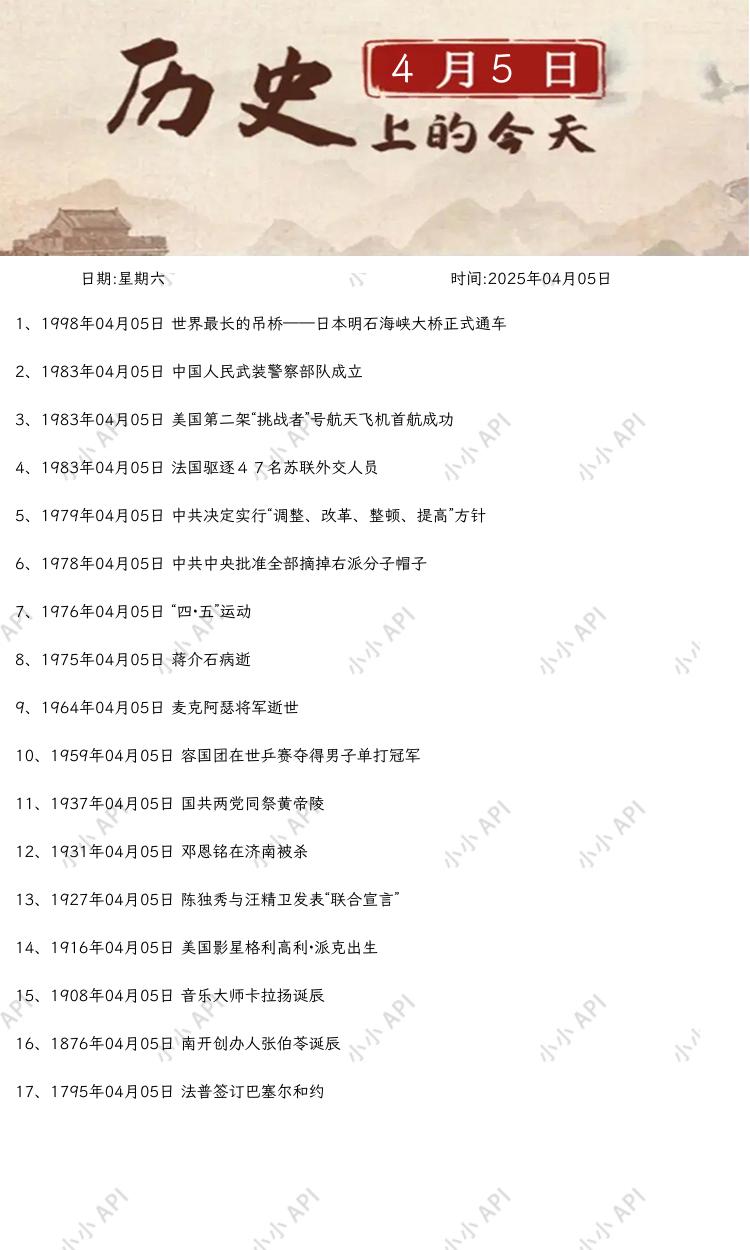 历史
4月5日
上的今天
日期:星期六 时间:2025年04月05日
1、1998年04月05日 世界最长的吊桥——日本明石海峡大桥正式通车
2、1983年04月05日 中国人民武装警察部队成立
3、1983年04月05日 美国第二架“挑战者”号航天飞机首航成功
4、1983年04月05日 法国驱逐４７名苏联外交人员
5、1979年04月05日 中共决定实行“调整、改革、整顿、提高”方针
6、1978年04月05日 中共中央批准全部摘掉右派分子帽子
7、1976年04月05日 “四·五”运动
8、1975年04月05日 蒋介石病逝
9、1964年04月05日 麦克阿瑟将军逝世
10、1959年04月05日 容国团在世乒赛夺得男子单打冠军
11、1937年04月05日 国共两党同祭黄帝陵
12、1931年04月05日 邓恩铭在济南被杀
13、1927年04月05日 陈独秀与汪精卫发表“联合宣言”
14、1916年04月05日 美国影星格利高利·派克出生
15、1908年04月05日 音乐大师卡拉扬诞辰
16、1876年04月05日 南开创办人张伯苓诞辰
17、1795年04月05日 法普签订巴塞尔和约
小小 API